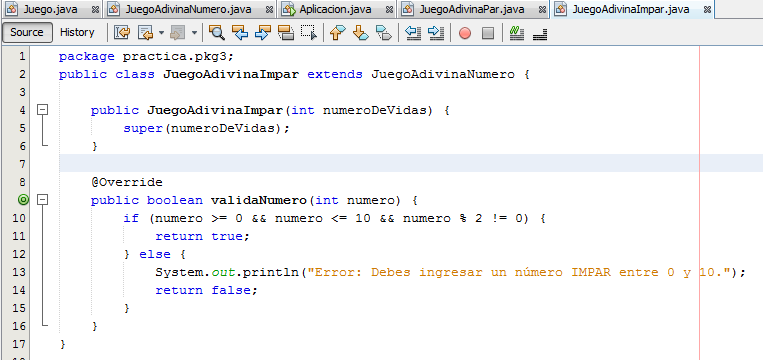 Juego.java JuegoAdivinaNumero.java Aplicacion.java JuegoAdivinaPar.java JuegoAdivinaImpar.java
Source History
1 package practica.pkg3;
2 public class JuegoAdivinaImpar extends JuegoAdivinaNumero {
3
4 public JuegoAdivinaImpar(int numeroDeVidas) {
5 super(numeroDeVidas);
6 }
7
8 @Override
public boolean validaNumero(int numero) {
10 if (numero >= 0 && numero <= 10 && numero % 2 != 0) {
11 return true;
12 } else {
13 System.out.println("Error: Debes ingresar un número IMPAR entre 0 y 10.");
14 return false;
15 }
16 }
17 }